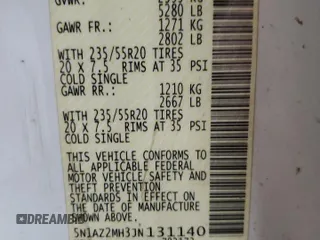 GVWR:
5280 LB
GAWR FR.: 1271 KG
2802 LB
WITH 235/55R20 TIRES
20 X 7.5 RIMS AT 35 PSI
COLD SINGLE
GAWR RR.: 1210 KG
2667 LB
WITH 235/55R20 TIRES
20 X 7.5 RIMS AT 35 PSI
COLD SINGLE
THIS VEHICLE CONFORMS TO
ALL APPLICABLE FEDERAL
MOTOR VEHICLE SAFETY AND
THEFT PREVENTION
STANDARDS IN EFFECT ON
THE DATE OF MANUFACTURE
SHOWN ABOVE.
5N1AZ2MH3JN131140